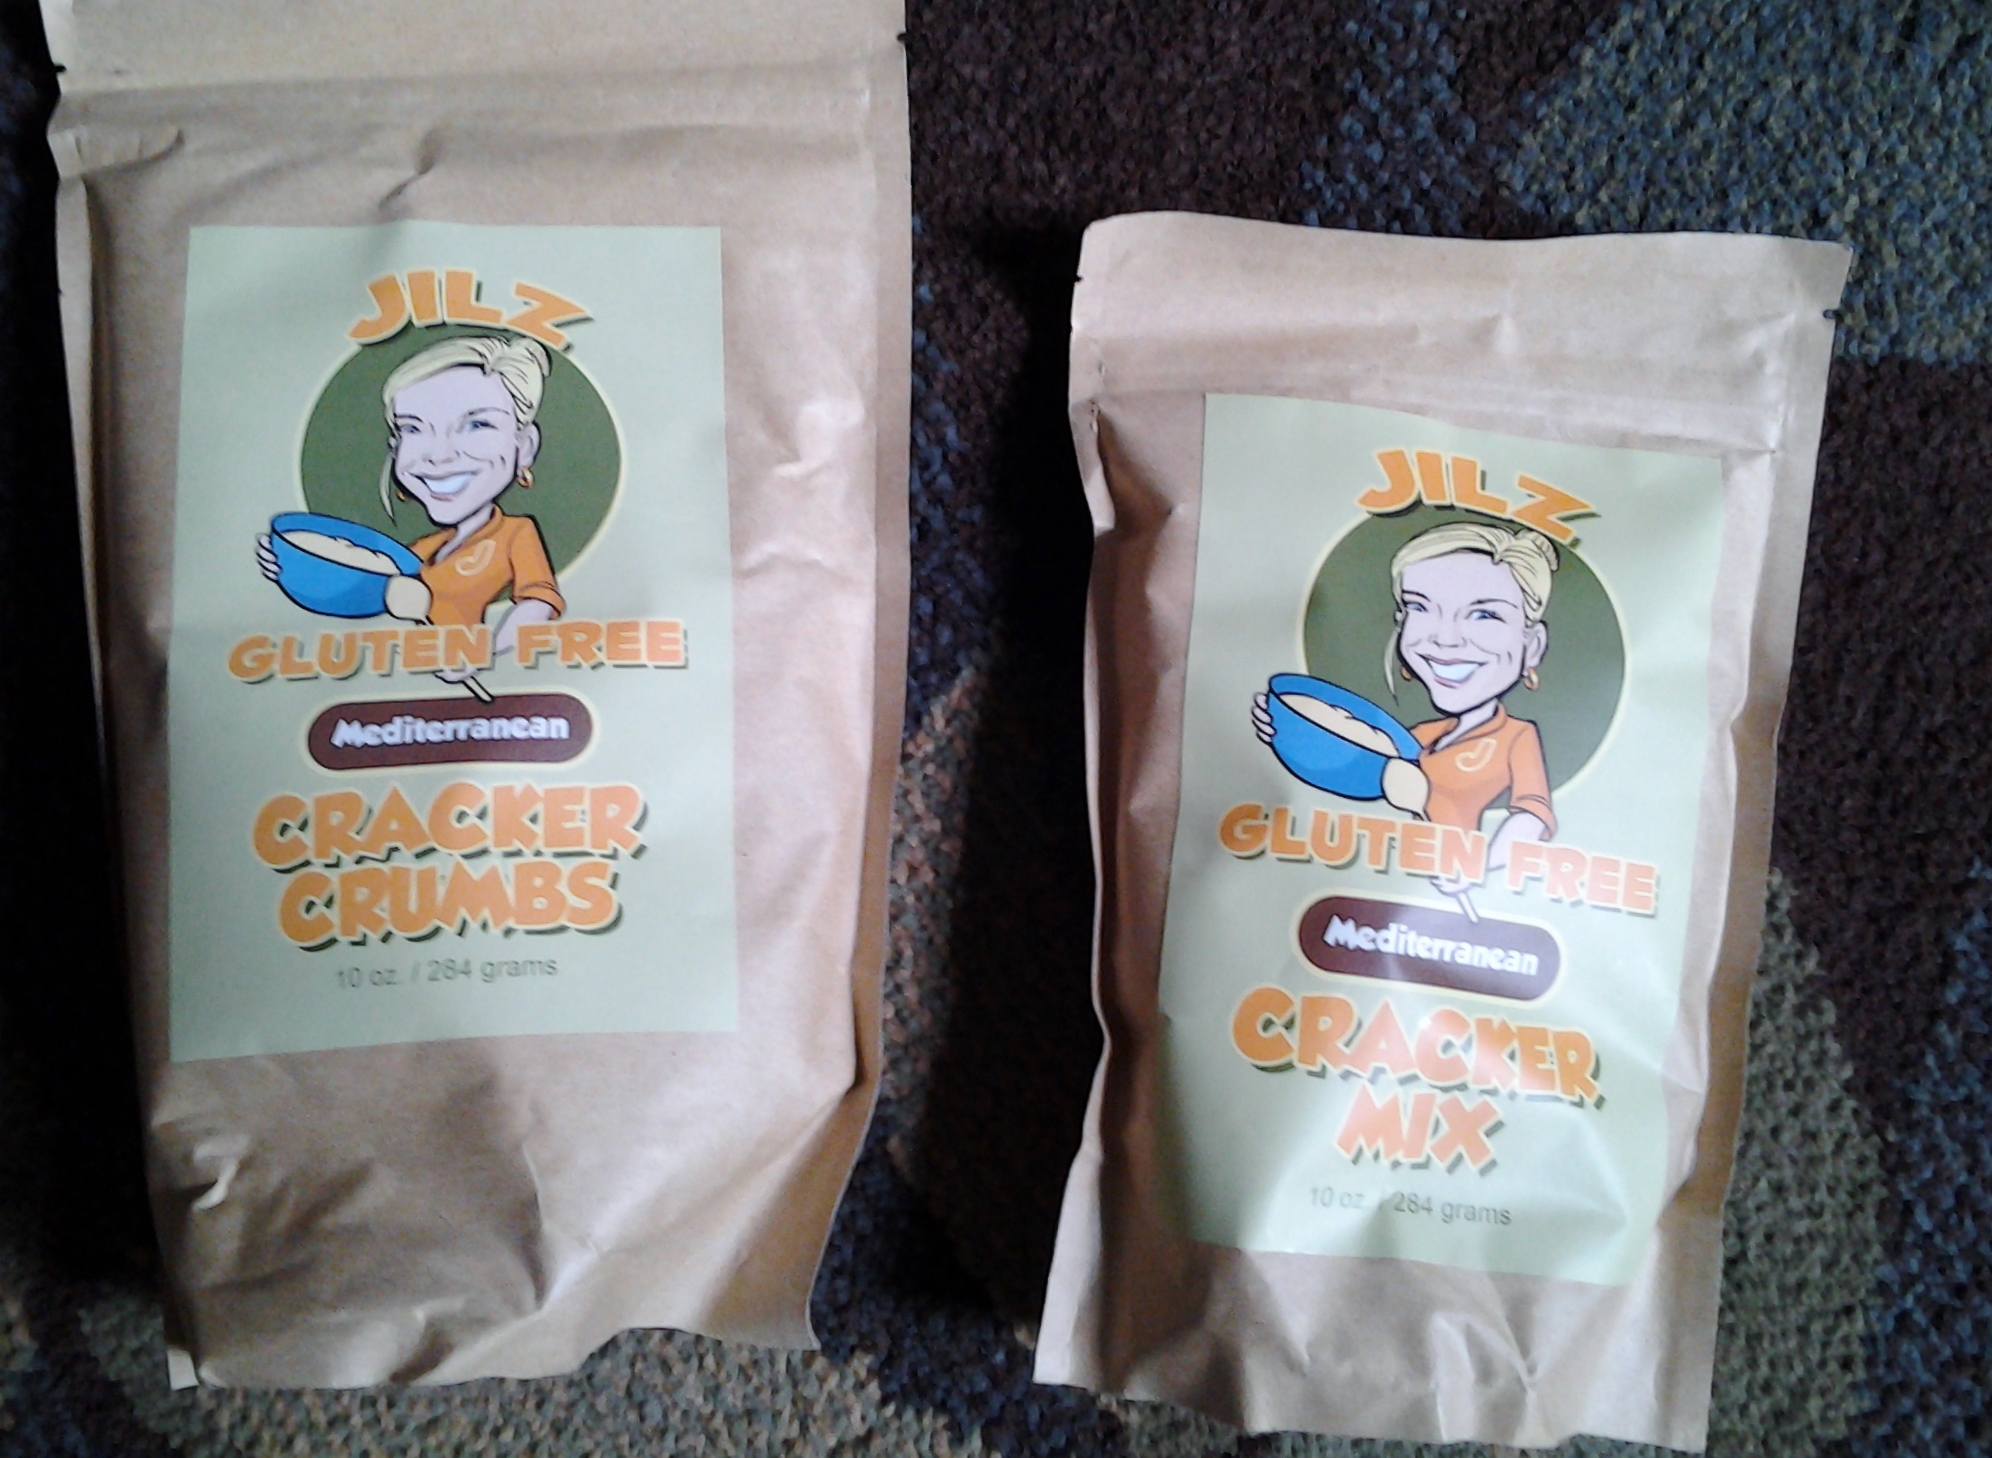 JILZ
GLUTEN FREE
Mediterranean
CRACKER
CRUMBS
10 oz. / 284 grams
JILZ
GLUTEN FREE
Mediterranean
CRACKER
MIX
10 oz. / 284 grams